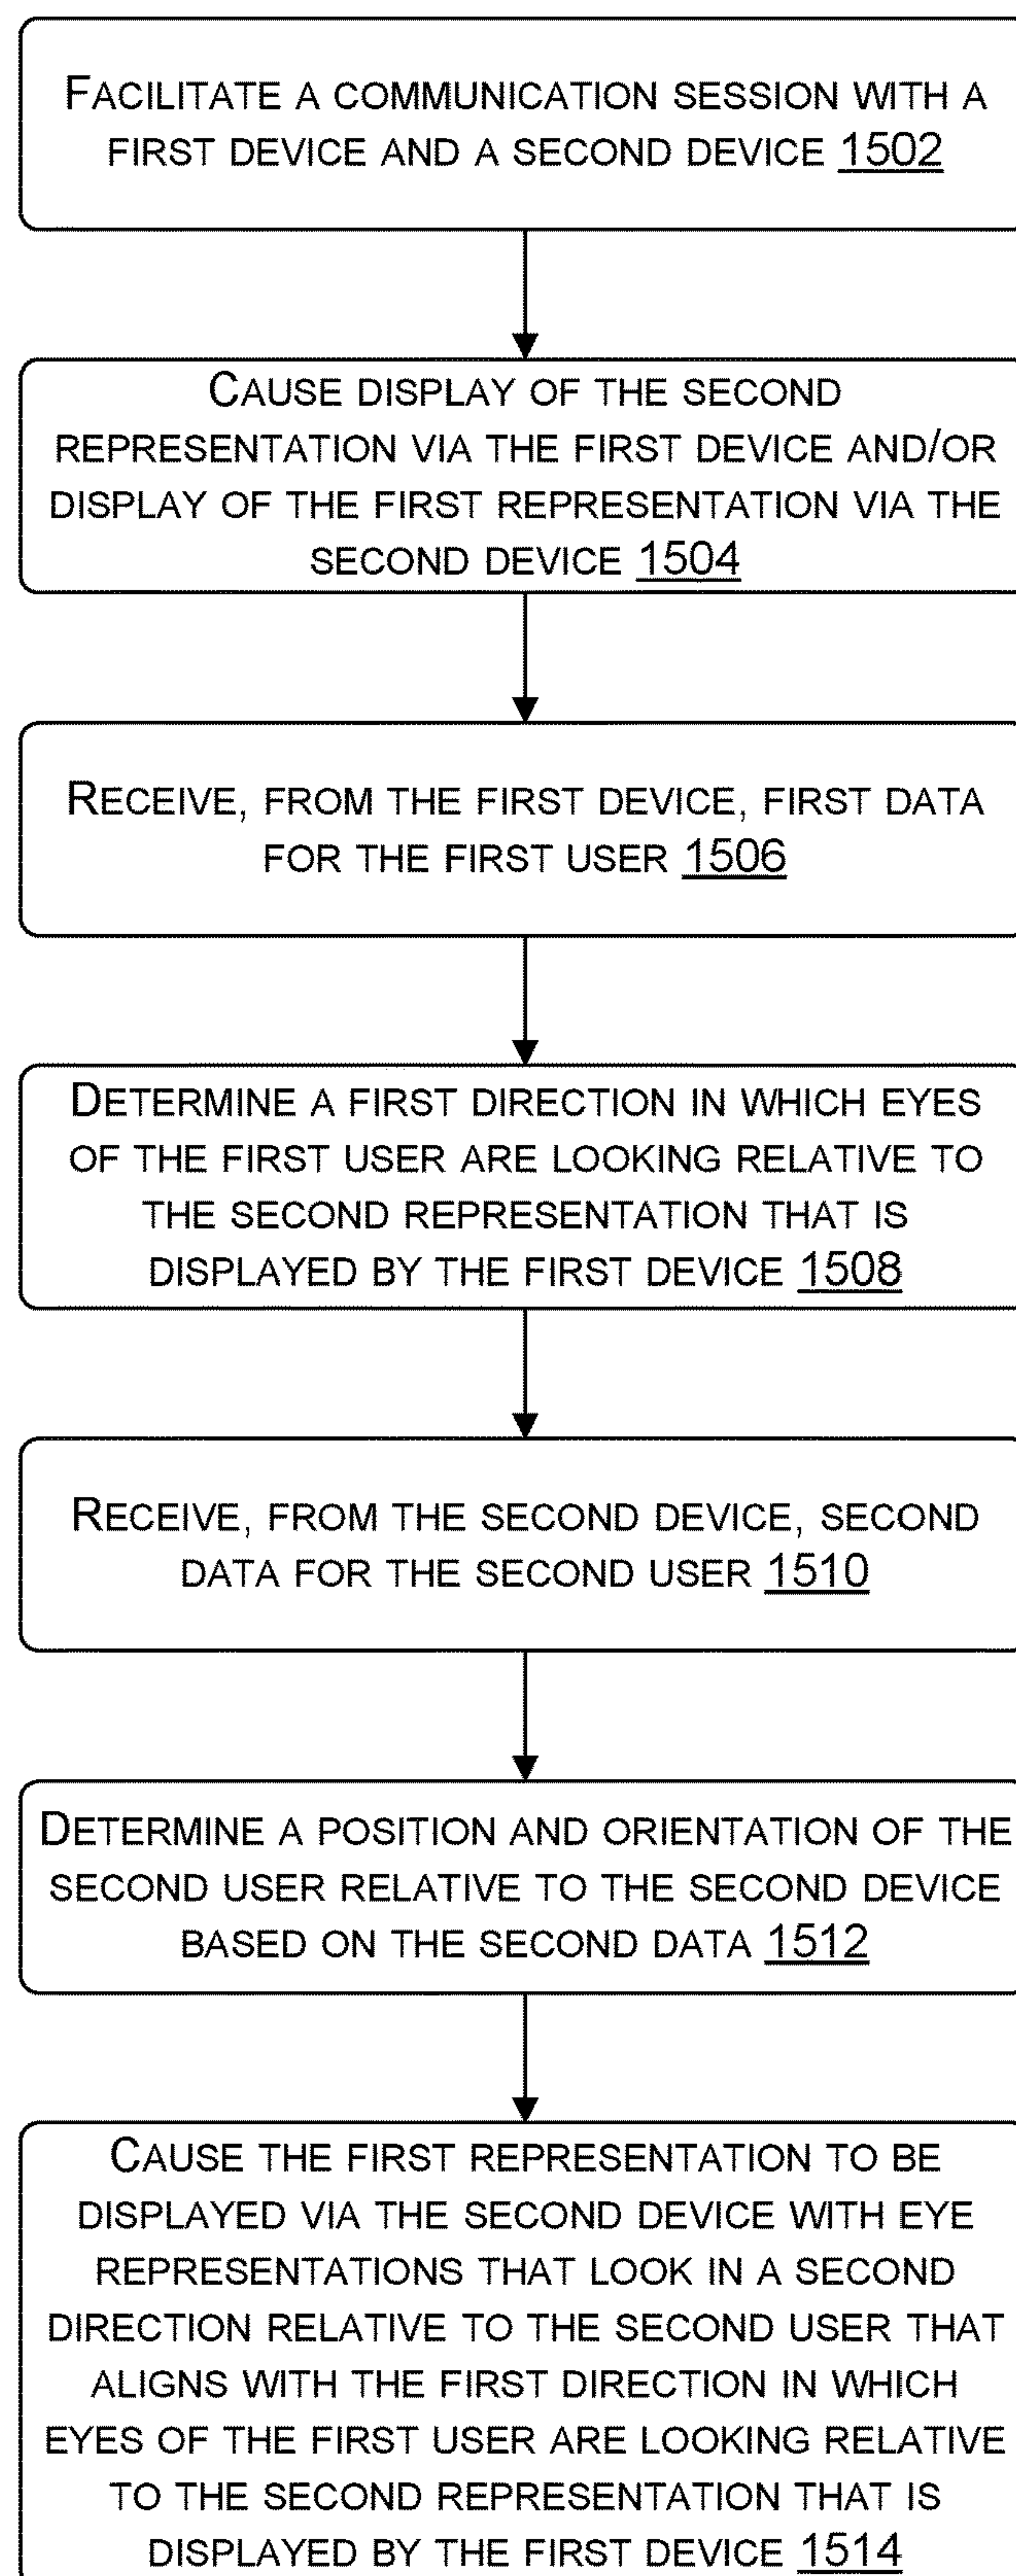 FACILITATE A COMMUNICATION SESSION WITH A
FIRST DEVICE AND A SECOND DEVICE 1502
CAUSE DISPLAY OF THE SECOND
REPRESENTATION VIA THE FIRST DEVICE AND/OR
DISPLAY OF THE FIRST REPRESENTATION VIA THE
SECOND DEVICE 1504
RECEIVE, FROM THE FIRST DEVICE, FIRST DATA
FOR THE FIRST USER 1506
DETERMINE A FIRST DIRECTION IN WHICH EYES
OF THE FIRST USER ARE LOOKING RELATIVE TO
THE SECOND REPRESENTATION THAT IS
DISPLAYED BY THE FIRST DEVICE 1508
RECEIVE, FROM THE SECOND DEVICE, SECOND
DATA FOR THE SECOND USER 1510
DETERMINE A POSITION AND ORIENTATION OF THE
SECOND USER RELATIVE TO THE SECOND DEVICE
BASED ON THE SECOND DATA 1512
CAUSE THE FIRST REPRESENTATION TO BE
DISPLAYED VIA THE SECOND DEVICE WITH EYE
REPRESENTATIONS THAT LOOK IN A SECOND
DIRECTION RELATIVE TO THE SECOND USER THAT
ALIGNS WITH THE FIRST DIRECTION IN WHICH
EYES OF THE FIRST USER ARE LOOKING RELATIVE
TO THE SECOND REPRESENTATION THAT IS
DISPLAYED BY THE FIRST DEVICE 1514